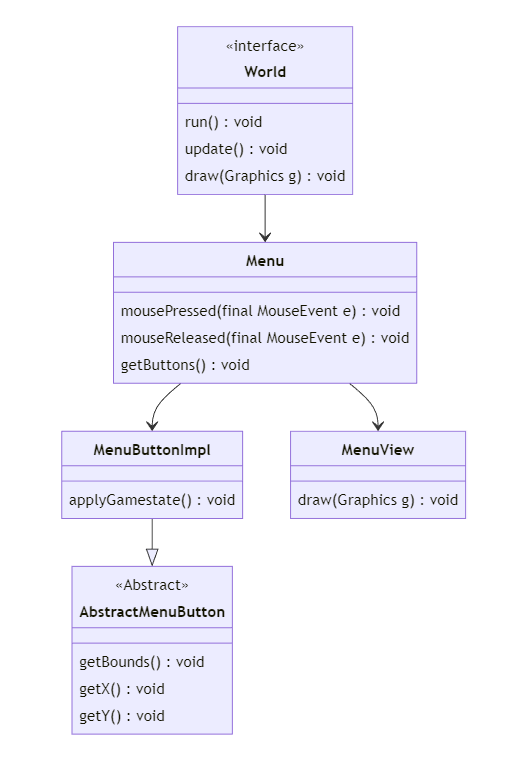 «interface»
World
run() : void
update() : void
draw(Graphics g) : void
Menu
mousePressed(final MouseEvent e) : void
mouseReleased(final MouseEvent e) : void
getButtons() : void
MenuButtonImpl
applyGamestate() : void
MenuView
draw(Graphics g) : void
«Abstract»
AbstractMenuButton
getBounds() : void
getX() : void
getY() : void